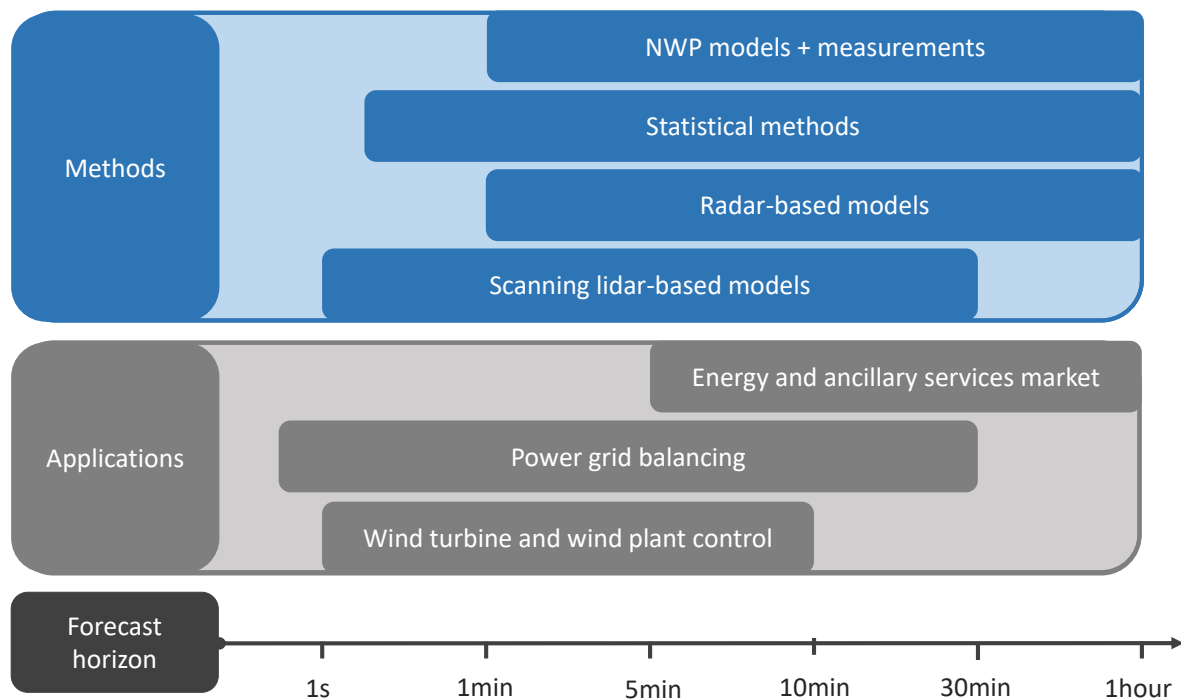 NWP models + measurements
Statistical methods
Methods
Radar-based models
Scanning lidar-based models
Energy and ancillary services market
Applications
Power grid balancing
Wind turbine and wind plant control
Forecast
horizon
1s
1min
5min
10min
30min
1hour